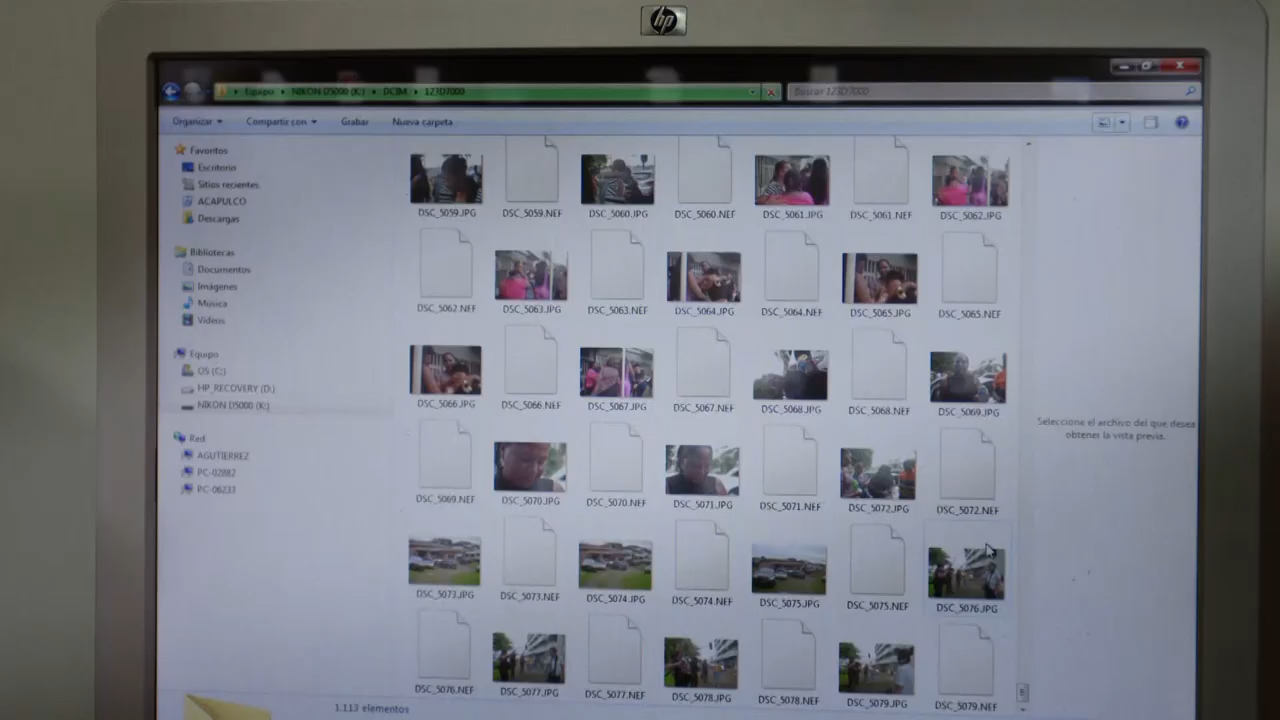 hp
Equipo NIKON D5000 (K:) DCIM 123D7000
Buscar 123D7000
Organizar Compartir con Grabar Nueva carpeta
Favoritos
Escritorio
Sitios recientes
ACAPULCO
Descargas
Bibliotecas
Documentos
Imágenes
Música
Vídeos
Equipo
OS (C:)
HP_RECOVERY (D:)
NIKON D5000 (K:)
Red
AGUTIERREZ
PC-02882
PC-06233
DSC_5059.JPG DSC_5059.NEF DSC_5060.JPG DSC_5060.NEF DSC_5061.JPG DSC_5061.NEF DSC_5062.JPG
DSC_5062.NEF DSC_5063.JPG DSC_5063.NEF DSC_5064.JPG DSC_5064.NEF DSC_5065.JPG DSC_5065.NEF
DSC_5066.JPG DSC_5066.NEF DSC_5067.JPG DSC_5067.NEF DSC_5068.JPG DSC_5068.NEF DSC_5069.JPG
DSC_5069.NEF DSC_5070.JPG DSC_5070.NEF DSC_5071.JPG DSC_5071.NEF DSC_5072.JPG DSC_5072.NEF
DSC_5073.JPG DSC_5073.NEF DSC_5074.JPG DSC_5074.NEF DSC_5075.JPG DSC_5075.NEF DSC_5076.JPG
DSC_5076.NEF DSC_5077.JPG DSC_5077.NEF DSC_5078.JPG DSC_5078.NEF DSC_5079.JPG DSC_5079.NEF
Seleccione el archivo del que desea
obtener la vista previa.
1.113 elementos